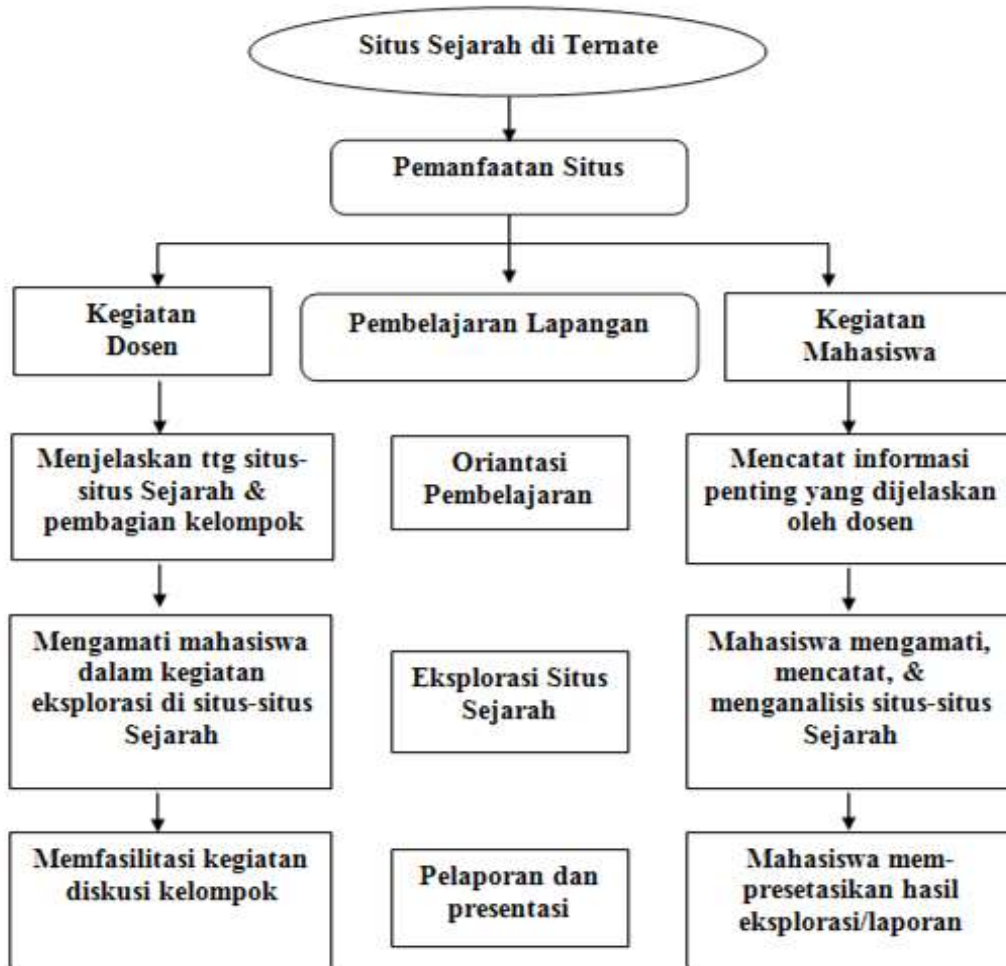 Situs Sejarah di Ternate
Pemanfaatan Situs
Kegiatan
Dosen
Pembelajaran Lapangan
Kegiatan
Mahasiswa
Menjelaskan ttg situs-
situs Sejarah &
pembagian kelompok
Oriantasi
Pembelajaran
Mencatat informasi
penting yang dijelaskan
oleh dosen
Mengamati mahasiswa
dalam kegiatan
eksplorasi di situs-situs
Sejarah
Eksplorasi Situs
Sejarah
Mahasiswa mengamati,
mencatat, &
menganalisis situs-situs
Sejarah
Memfasilitasi kegiatan
diskusi kelompok
Pelaporan dan
presentasi
Mahasiswa mem-
presetasikan hasil
eksplorasi/laporan